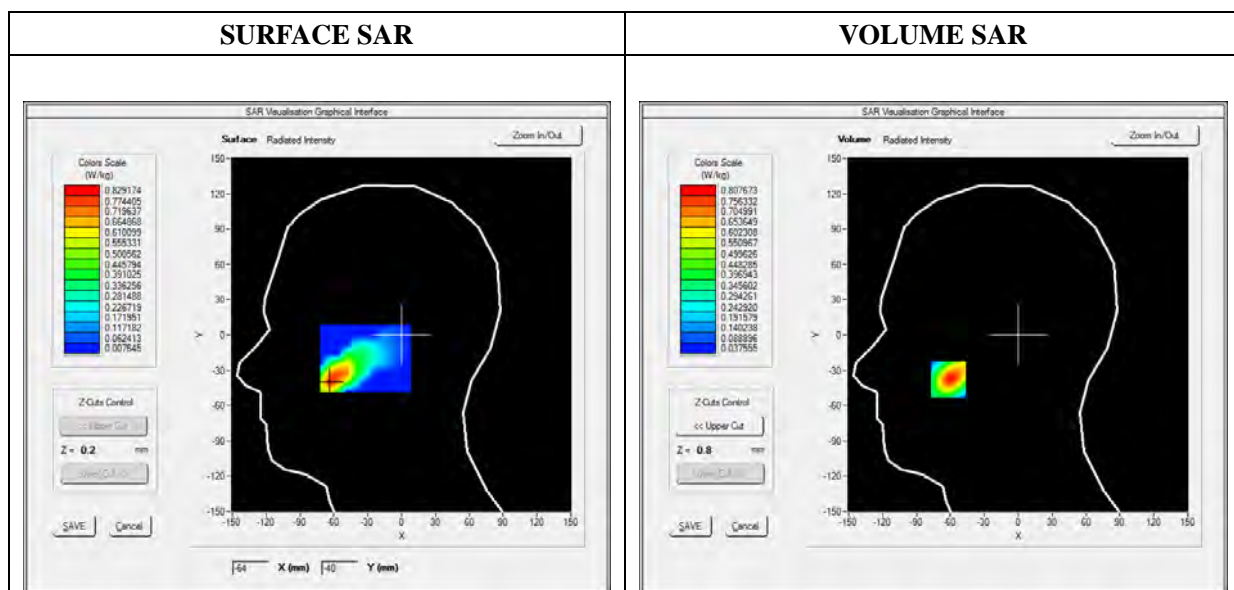 SURFACE SAR
VOLUME SAR
SAR Visualisation Graphical Interface
Surface Radiated Intensity
Zoom In/Out
Colors Scale
(W/kg)
0.829174
0.774405
0.719637
0.664868
0.610099
0.555331
0.500562
0.445794
0.391025
0.336256
0.281488
0.226719
0.171951
0.117182
0.062413
0.007645
Z-Cuts Control
<< Upper Cut
Z = 0.2 mm
Lower Cut >>
SAVE Cancel
150
120
90
60
30
0
-30
-60
-90
-120
-150
Y
-150 -120 -90 -60 -30 0 30 60 90 120 150
X
-64 X (mm) -40 Y (mm)
SAR Visualisation Graphical Interface
Volume Radiated Intensity
Zoom In/Out
Colors Scale
(W/kg)
0.807673
0.756332
0.704991
0.653649
0.602308
0.550967
0.499626
0.448285
0.396943
0.345602
0.294261
0.242920
0.191579
0.140238
0.088896
0.037555
Z-Cuts Control
<< Upper Cut
Z = 0.8 mm
Lower Cut >>
SAVE Cancel
150
120
90
60
30
0
-30
-60
-90
-120
-150
Y
-150 -120 -90 -60 -30 0 30 60 90 120 150
X